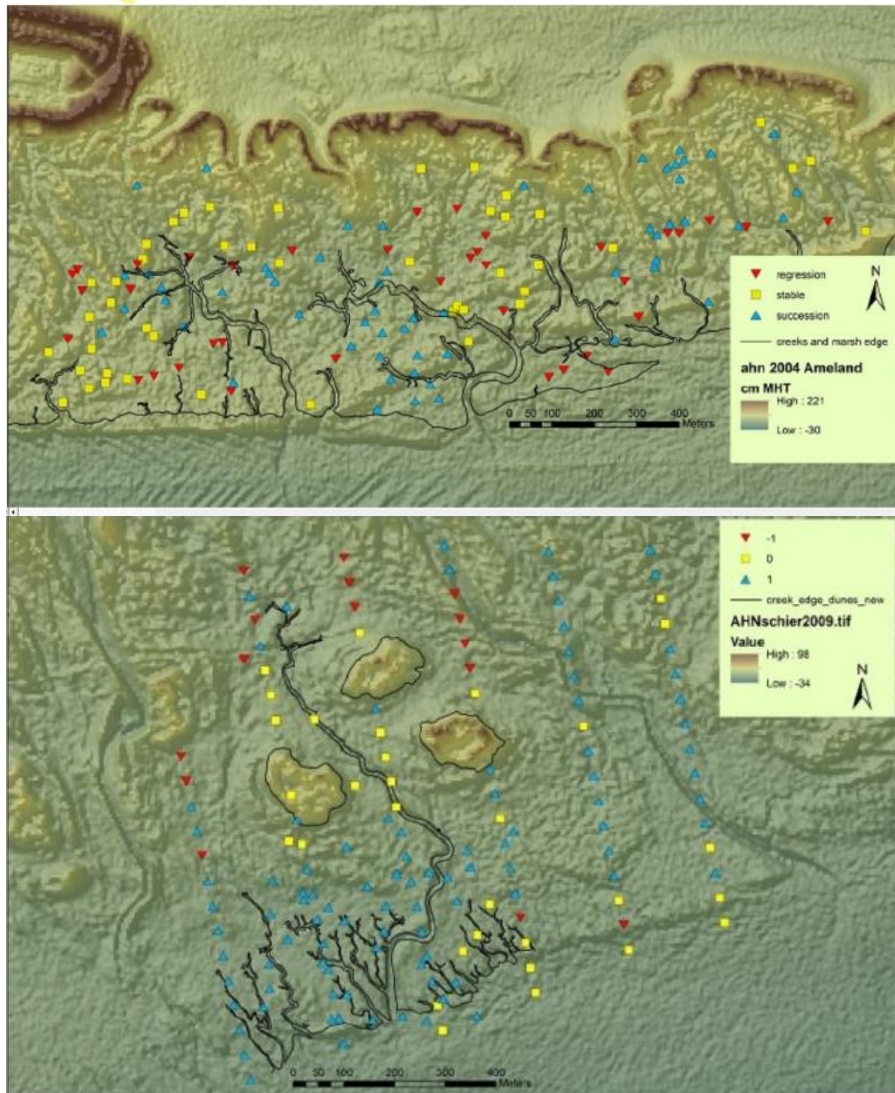 regression
stable
succession
creeks and marsh edge
N
ahn 2004 Ameland
cm MHT
High : 221
Low : -30
0 50 100 200 300 400
Meters
-1
0
1
creek_edge_dunes_new
AHNschier2009.tif
Value
High : 98
Low : -34
N
0 50 100 200 300 400
Meters